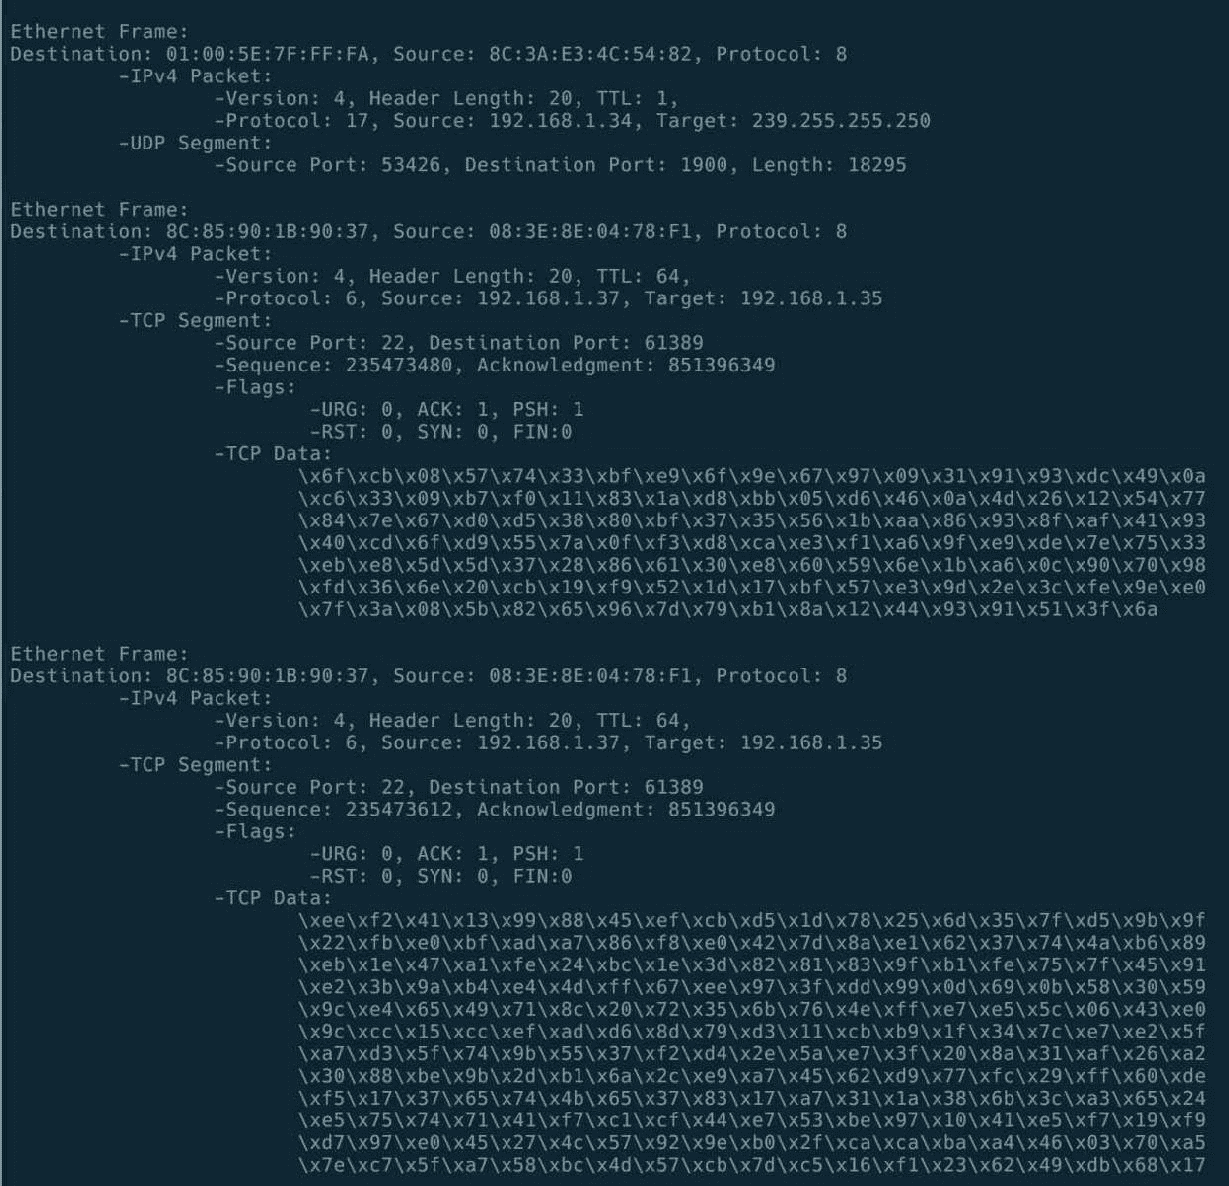 Ethernet Frame:
Destination: 01:00:5E:7F:FF:FA, Source: 8C:3A:E3:4C:54:82, Protocol: 8
-IPv4 Packet:
-Version: 4, Header Length: 20, TTL: 1,
-Protocol: 17, Source: 192.168.1.34, Target: 239.255.255.250
-UDP Segment:
-Source Port: 53426, Destination Port: 1900, Length: 18295
Ethernet Frame:
Destination: 8C:85:90:1B:90:37, Source: 08:3E:8E:04:78:F1, Protocol: 8
-IPv4 Packet:
-Version: 4, Header Length: 20, TTL: 64,
-Protocol: 6, Source: 192.168.1.37, Target: 192.168.1.35
-TCP Segment:
-Source Port: 22, Destination Port: 61389
-Sequence: 235473480, Acknowledgment: 851396349
-Flags:
-URG: 0, ACK: 1, PSH: 1
-RST: 0, SYN: 0, FIN:0
-TCP Data:
\x6f\xcb\x08\x57\x74\x33\xbf\xe9\x6f\x9e\x67\x97\x09\x31\x91\x93\xdc\x49\x0a
\xc6\x33\x09\xb7\xf0\x11\x83\x1a\xd8\xbb\x05\xd6\x46\x0a\x4d\x26\x12\x54\x77
\x84\x7e\x67\xd0\xd5\x38\x80\xbf\x37\x35\x56\x1b\xaa\x86\x93\x8f\xaf\x41\x93
\x40\xcd\x6f\xd9\x55\x7a\x0f\xf3\xd8\xca\xe3\xf1\xa6\x9f\xe9\xde\x7e\x75\x33
\xeb\xe8\x5d\x5d\x37\x28\x86\x61\x30\xe8\x60\x59\x6e\x1b\xa6\x0c\x90\x70\x98
\xfd\x36\x6e\x20\xcb\x19\xf9\x52\x1d\x17\xbf\x57\xe3\x9d\x2e\x3c\xfe\x9e\xe0
\x7f\x3a\x08\x5b\x82\x65\x96\x7d\x79\xb1\x8a\x12\x44\x93\x91\x51\x3f\x6a
Ethernet Frame:
Destination: 8C:85:90:1B:90:37, Source: 08:3E:8E:04:78:F1, Protocol: 8
-IPv4 Packet:
-Version: 4, Header Length: 20, TTL: 64,
-Protocol: 6, Source: 192.168.1.37, Target: 192.168.1.35
-TCP Segment:
-Source Port: 22, Destination Port: 61389
-Sequence: 235473612, Acknowledgment: 851396349
-Flags:
-URG: 0, ACK: 1, PSH: 1
-RST: 0, SYN: 0, FIN:0
-TCP Data:
\xee\xf2\x41\x13\x99\x88\x45\xef\xcb\xd5\x1d\x78\x25\x6d\x35\x7f\xd5\x9b\x9f
\x22\xfb\xe0\xbf\xad\xa7\x86\xf8\xe0\x42\x7d\x8a\xe1\x62\x37\x74\x4a\xb6\x89
\xeb\x1e\x47\xa1\xfe\x24\xbc\x1e\x3d\x82\x81\x83\x9f\xb1\xfe\x75\x7f\x45\x91
\xe2\x3b\x9a\xb4\xe4\x4d\xff\x67\xee\x97\x3f\xdd\x99\x0d\x69\x0b\x58\x30\x59
\x9c\xe4\x65\x49\x71\x8c\x20\x72\x35\x6b\x76\x4e\xff\xe7\xe5\x5c\x06\x43\xe0
\x9c\xcc\x15\xcc\xef\xad\xd6\x8d\x79\xd3\x11\xcb\xb9\x1f\x34\x7c\xe7\xe2\x5f
\xa7\xd3\x5f\x74\x9b\x55\x37\xf2\xd4\x2e\x5a\xe7\x3f\x20\x8a\x31\xaf\x26\xa2
\x30\x88\xbe\x9b\x2d\xb1\x6a\x2c\xe9\xa7\x45\x62\xd9\x77\xfc\x29\xff\x60\xde
\xf5\x17\x37\x65\x74\x4b\x65\x37\x83\x17\xa7\x31\x1a\x38\x6b\x3c\xa3\x65\x24
\xe5\x75\x74\x71\x41\xf7\xc1\xcf\x44\xe7\x53\xbe\x97\x10\x41\xe5\xf7\x19\xf9
\xd7\x97\xe0\x45\x27\x4c\x57\x92\x9e\xb0\x2f\xca\xca\xba\xa4\x46\x03\x70\xa5
\x7e\xc7\x5f\xa7\x58\xbc\x4d\x57\xcb\x7d\xc5\x16\xf1\x23\x62\x49\xdb\x68\x17